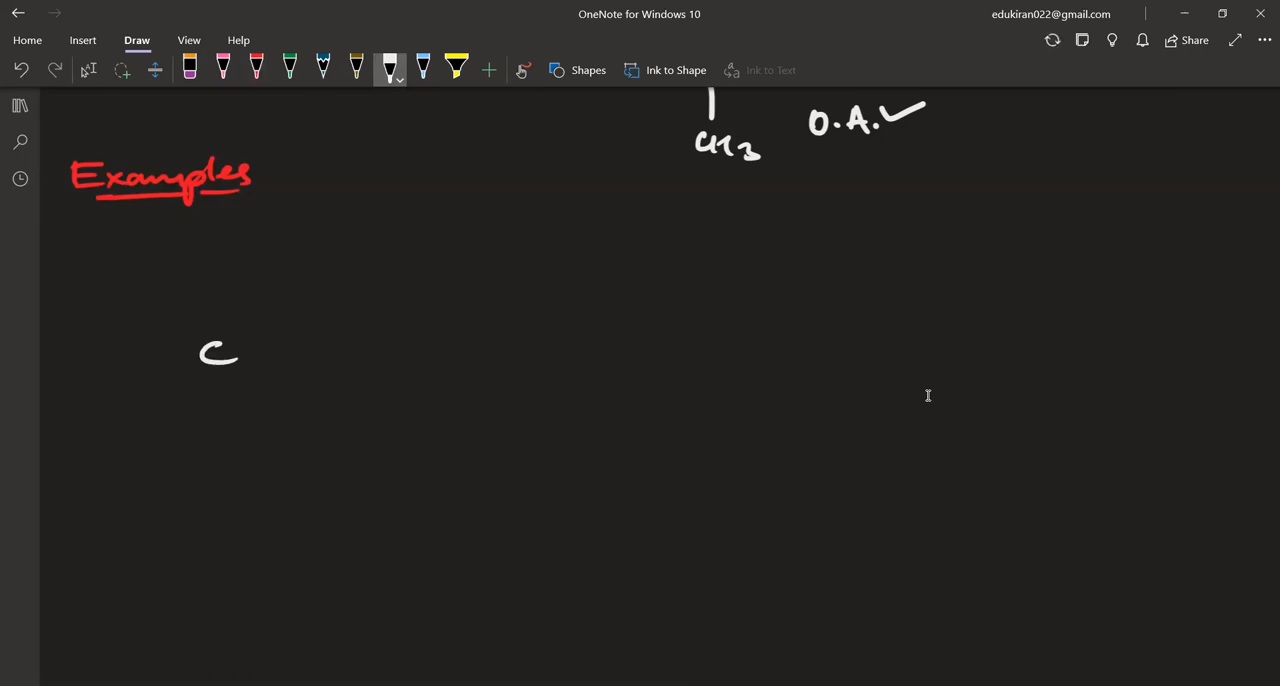 OneNote for Windows 10
edukiran022@gmail.com
Home Insert Draw View Help
Share
Shapes
Ink to Shape
Ink to Text
O.A.
CH3
Examples
C